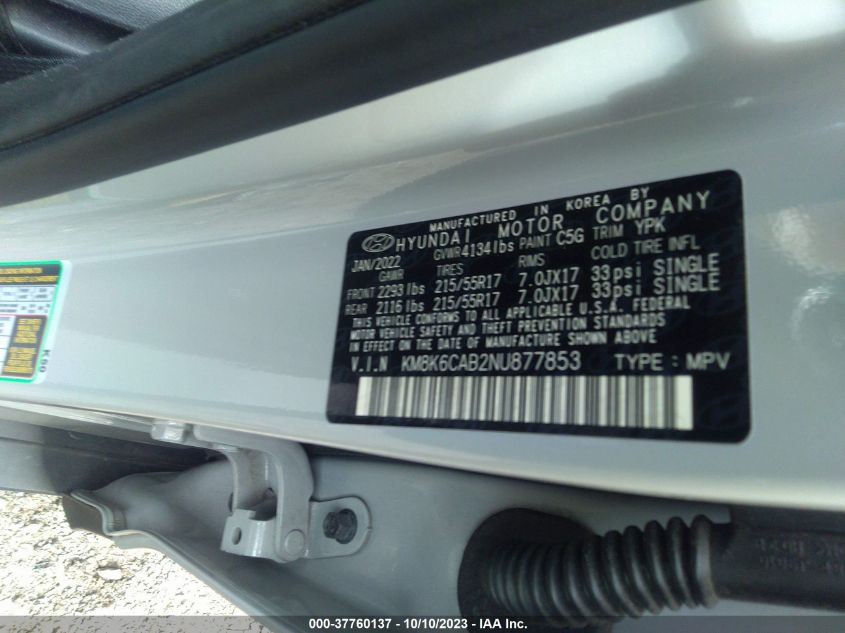 MANUFACTURED IN KOREA BY
HYUNDAI MOTOR COMPANY
JAN/2022 GVWR 4134lbs PAINT C5G TRIM YPK
GAWR TIRES RIMS COLD TIRE INFL
FRONT 2293 lbs 215/55R17 7.0JX17 33psi SINGLE
REAR 2116 lbs 215/55R17 7.0JX17 33psi SINGLE
THIS VEHICLE CONFORMS TO ALL APPLICABLE U.S.A. FEDERAL
MOTOR VEHICLE SAFETY AND THEFT PREVENTION STANDARDS
IN EFFECT ON THE DATE OF MANUFACTURE SHOWN ABOVE
V.I.N KM8K6CAB2NU877853 TYPE : MPV
K50
000-37760137 - 10/10/2023 - IAA Inc.